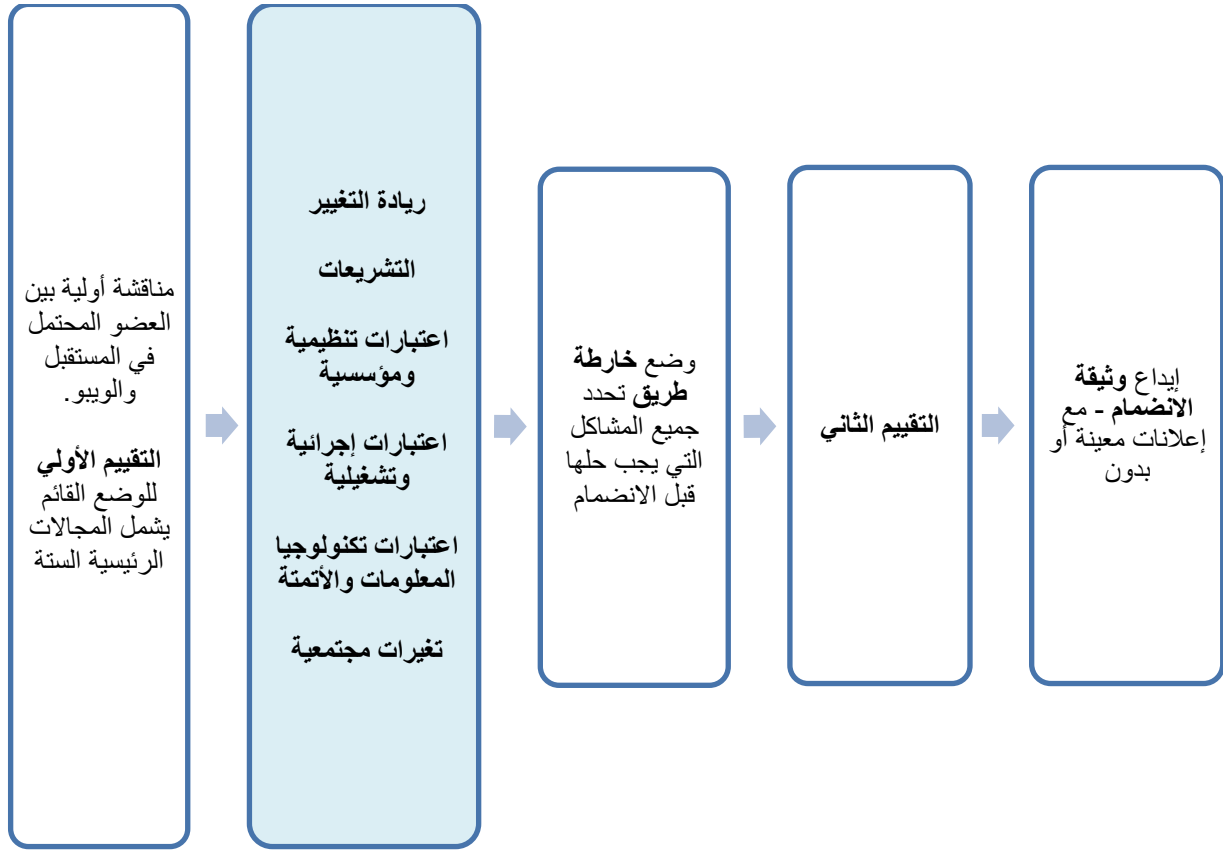 مناقشة أولية بين
العضو المحتمل
في المستقبل
والويبو.
التقييم الأولي
للوضع القائم
يشمل المجالات
الرئيسية الستة
ريادة التغيير
التشريعات
اعتبارات تنظيمية
ومؤسسية
اعتبارات إجرائية
وتشغيلية
اعتبارات تكنولوجيا
المعلومات والأتمتة
تغيرات مجتمعية
وضع خارطة
طريق تحدد
جميع المشاكل
التي يجب حلها
قبل الانضمام
التقييم الثاني
إيداع وثيقة
الانضمام - مع
إعلانات معينة أو
بدون